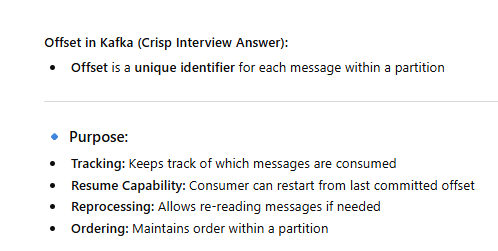 Offset in Kafka (Crisp Interview Answer):
• Offset is a unique identifier for each message within a partition
Purpose:
• Tracking: Keeps track of which messages are consumed
• Resume Capability: Consumer can restart from last committed offset
• Reprocessing: Allows re-reading messages if needed
• Ordering: Maintains order within a partition